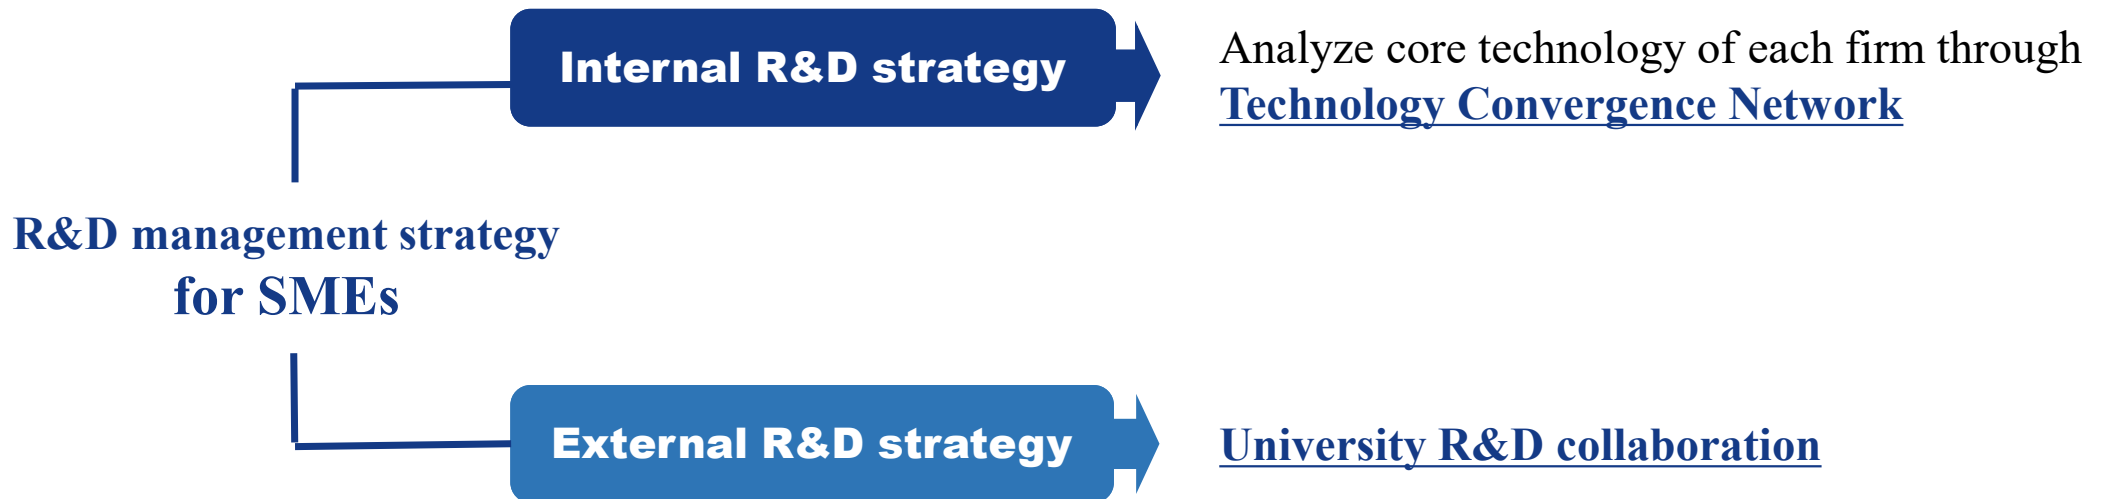 Internal R&D strategy
Analyze core technology of each firm through
Technology Convergence Network
R&D management strategy
for SMEs
External R&D strategy
University R&D collaboration